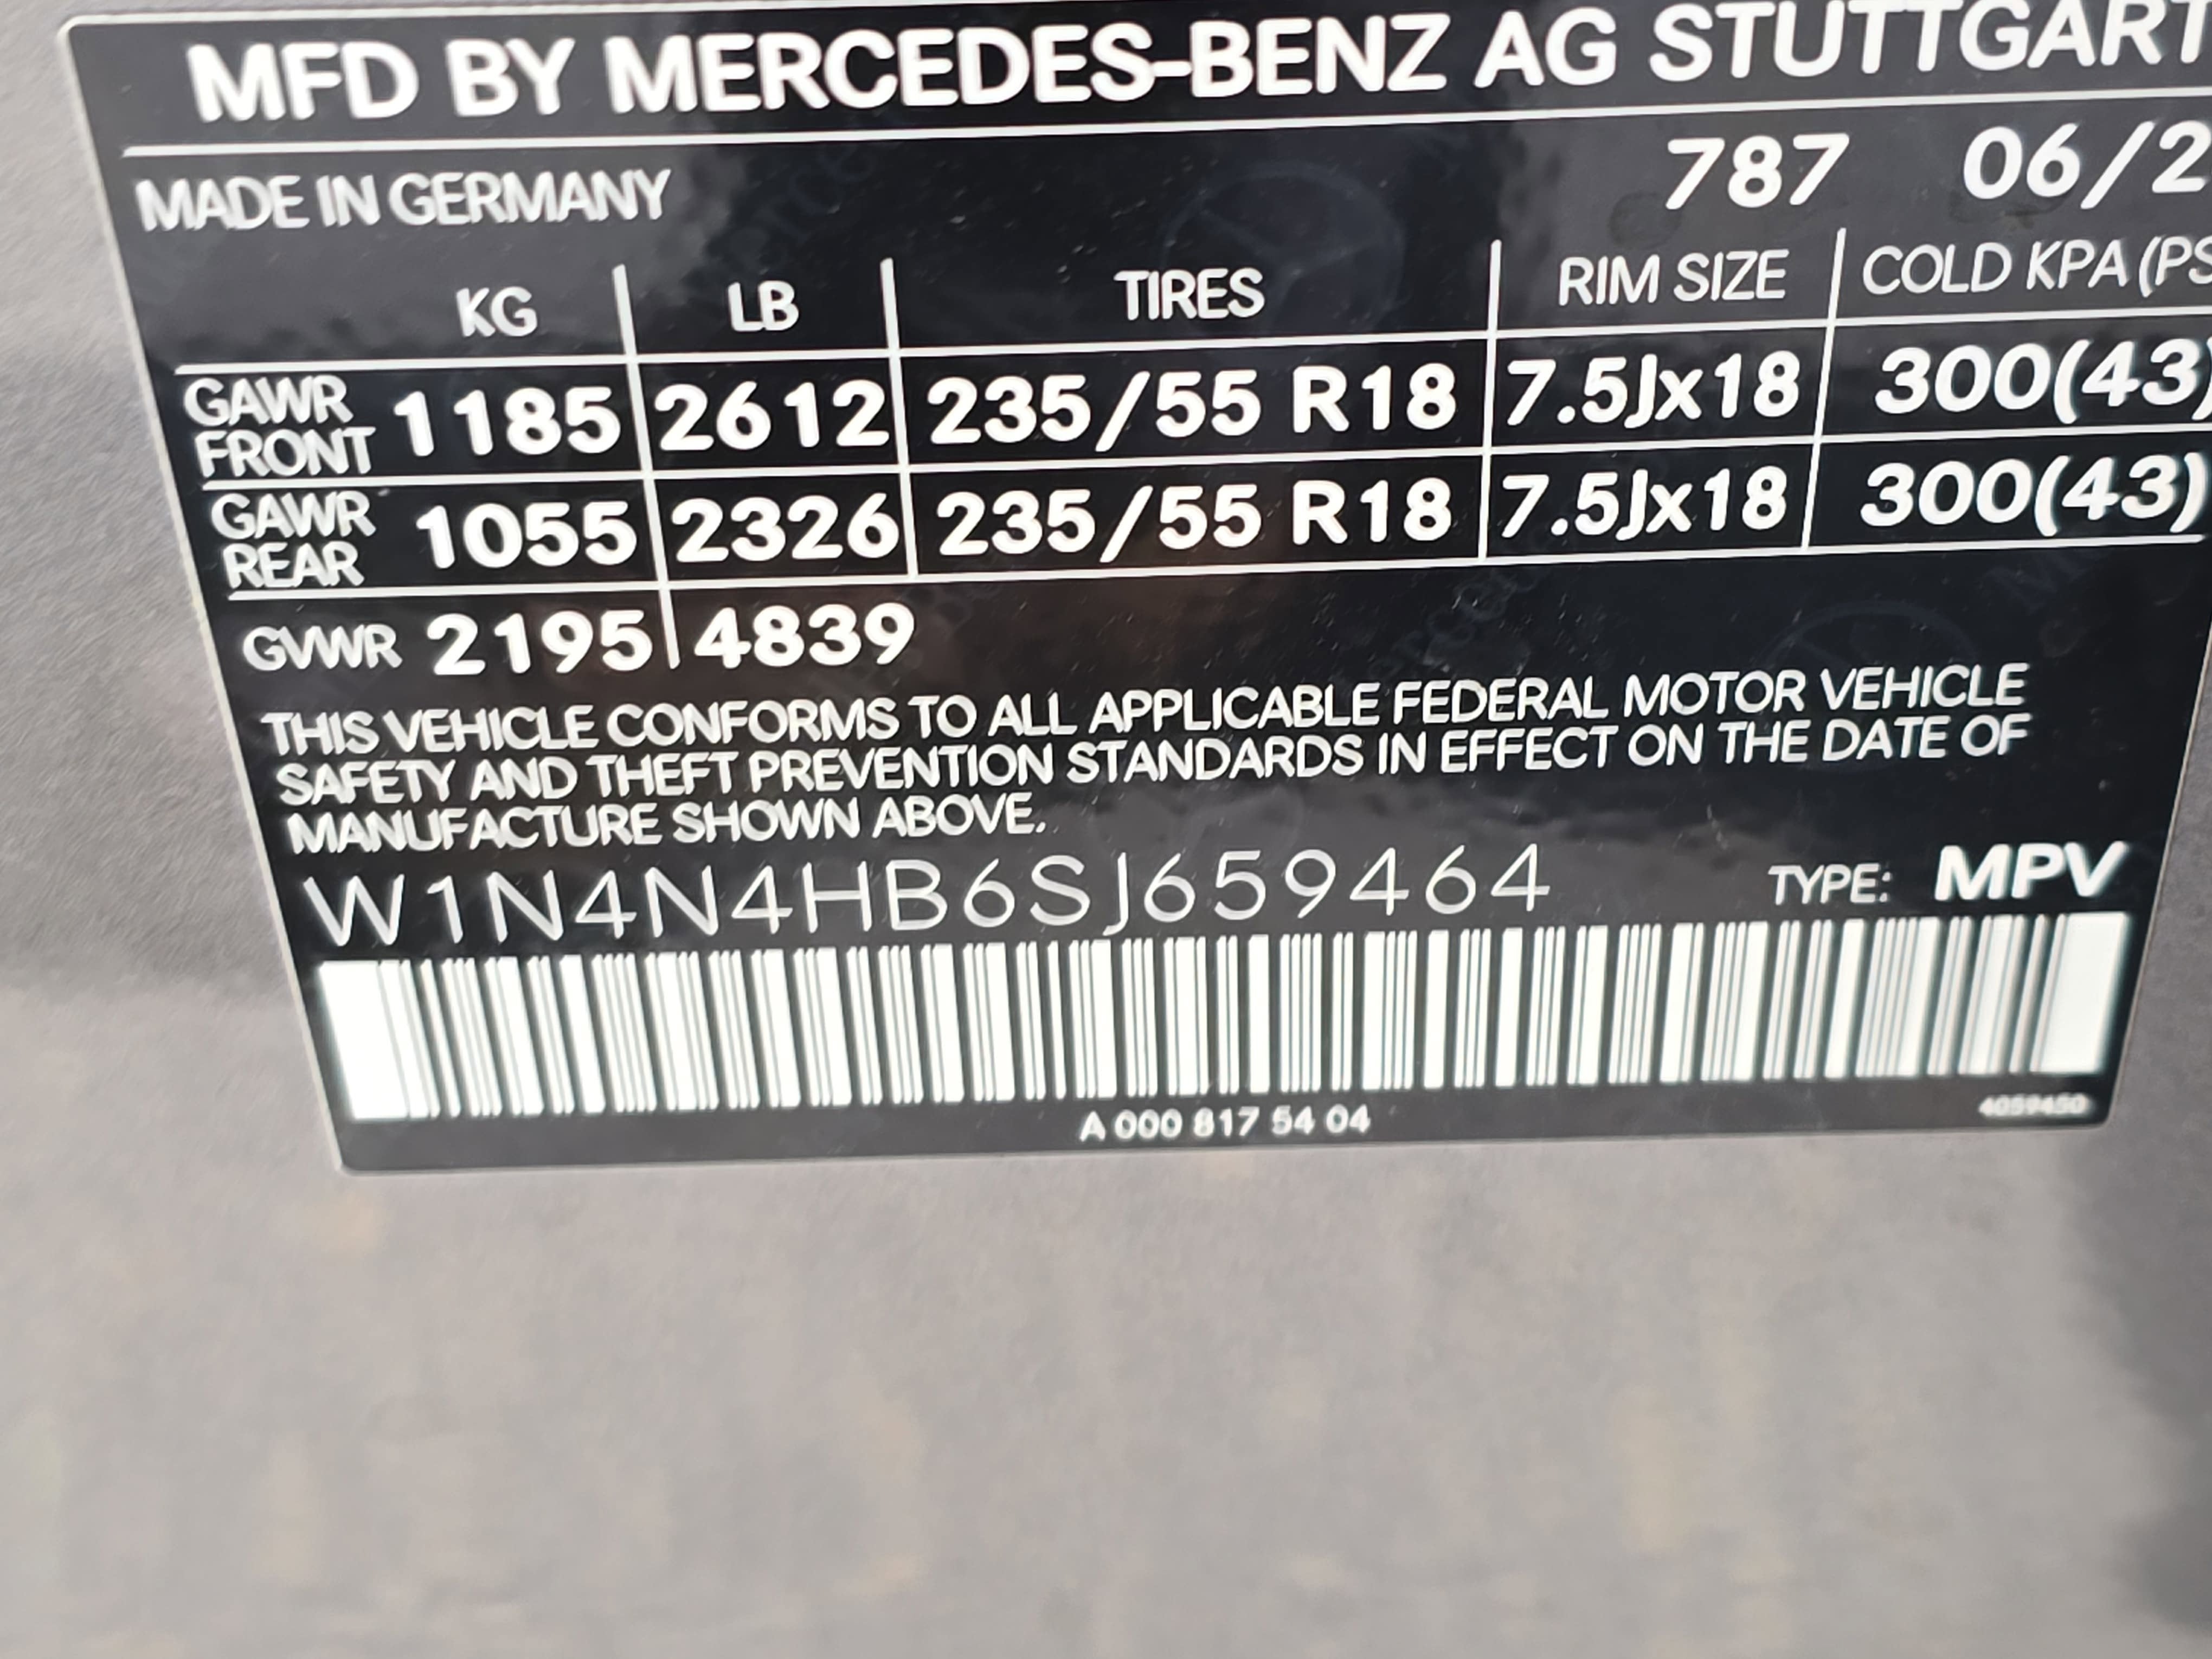 MFD BY MERCEDES-BENZ AG STUTTGART
MADE IN GERMANY 787 06/2
KG LB TIRES RIM SIZE COLD KPA (PS
GAWR FRONT 1185 2612 235/55 R18 7.5Jx18 300(43)
GAWR REAR 1055 2326 235/55 R18 7.5Jx18 300(43)
GVWR 2195 4839
THIS VEHICLE CONFORMS TO ALL APPLICABLE FEDERAL MOTOR VEHICLE
SAFETY AND THEFT PREVENTION STANDARDS IN EFFECT ON THE DATE OF
MANUFACTURE SHOWN ABOVE.
W1N4N4HB6SJ659464 TYPE: MPV
A 000 817 54 04
4059450